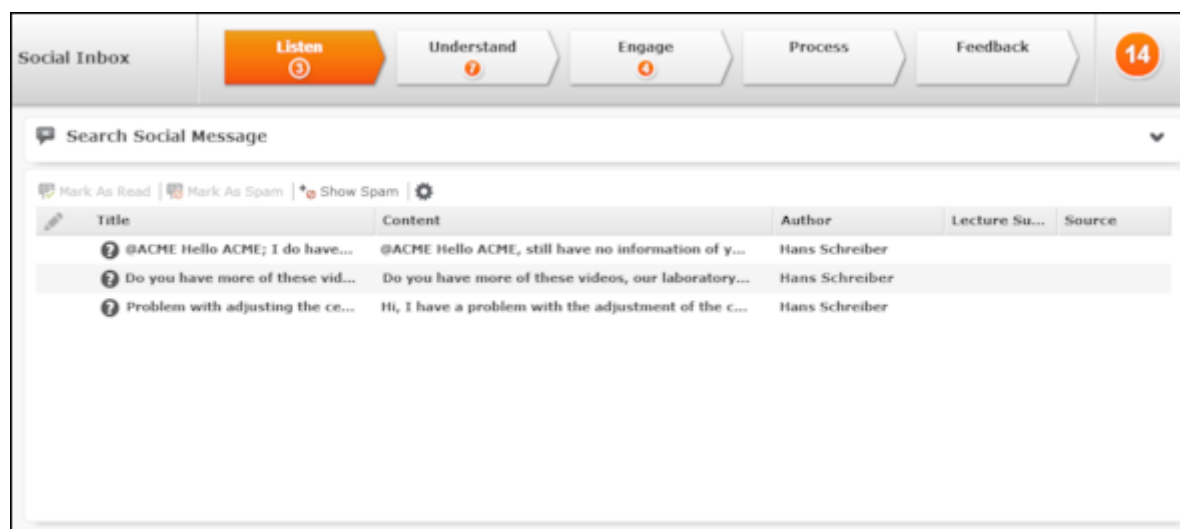 Social Inbox
Listen
3
Understand
7
Engage
4
Process
Feedback
14
Search Social Message
Mark As Read | Mark As Spam | Show Spam
Title Content Author Lecture Su... Source
@ACME Hello ACME; I do have... @ACME Hello ACME, still have no information of y... Hans Schreiber
Do you have more of these vid... Do you have more of these videos, our laboratory... Hans Schreiber
Problem with adjusting the ce... Hi, I have a problem with the adjustment of the c... Hans Schreiber